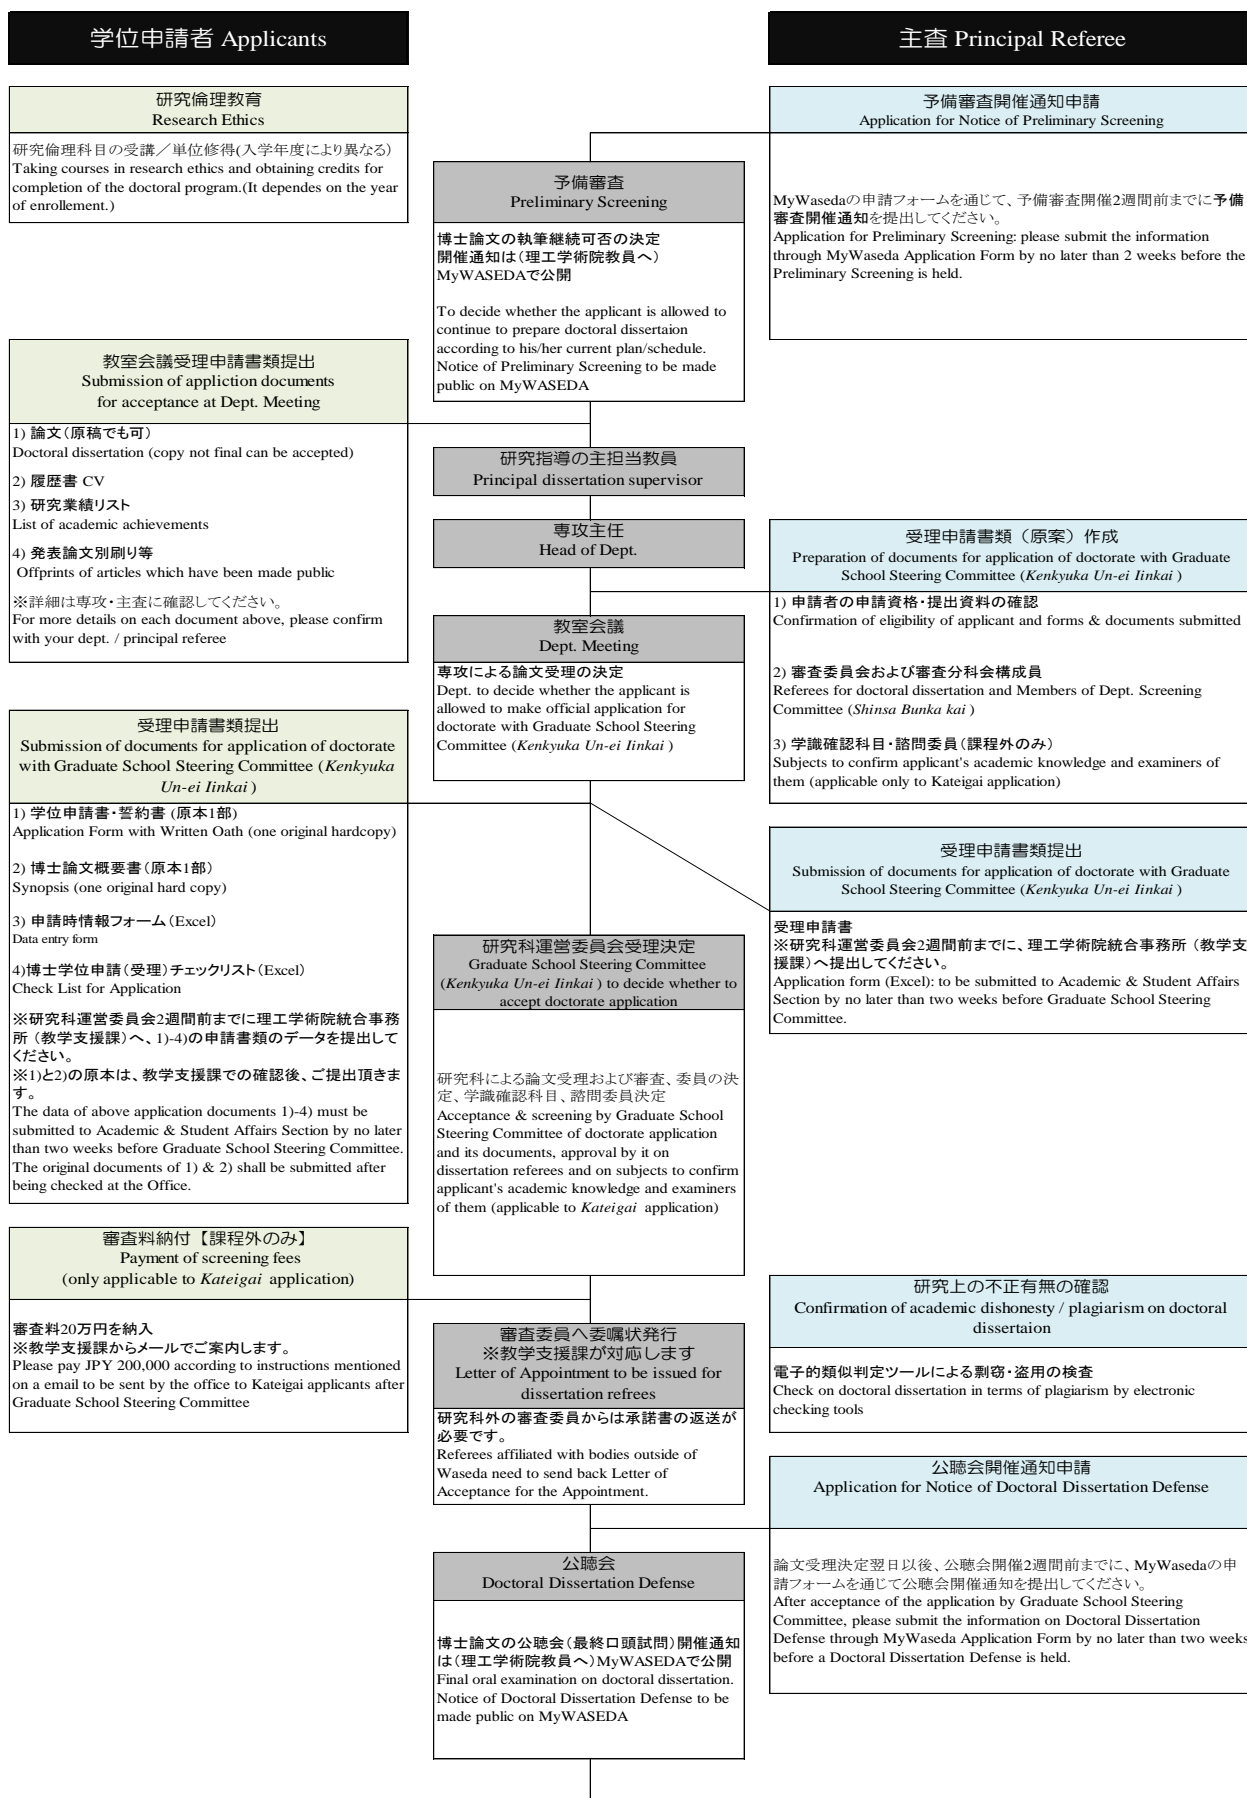 学位申請者 Applicants
主査 Principal Referee
研究倫理教育
Research Ethics
研究倫理科目の受講／単位修得(入学年度により異なる)
Taking courses in research ethics and obtaining credits for
completion of the doctoral program.(It dependes on the year
of enrollement.)
予備審査開催通知申請
Application for Notice of Preliminary Screening
MyWasedaの申請フォームを通じて、予備審査開催2週間前までに予備
審査開催通知を提出してください。
Application for Preliminary Screening: please submit the information
through MyWaseda Application Form by no later than 2 weeks before the
Preliminary Screening is held.
予備審査
Preliminary Screening
博士論文の執筆継続可否の決定
開催通知は（理工学術院教員へ）
MyWASEDAで公開
To decide whether the applicant is allowed to
continue to prepare doctoral dissertaion
according to his/her current plan/schedule.
Notice of Preliminary Screening to be made
public on MyWASEDA
教室会議受理申請書類提出
Submission of appliction documents
for acceptance at Dept. Meeting
1) 論文（原稿でも可）
Doctoral dissertation (copy not final can be accepted)
2) 履歴書 CV
3) 研究業績リスト
List of academic achievements
4) 発表論文別刷り等
Offprints of articles which have been made public
※詳細は専攻・主査に確認してください。
For more details on each document above, please confirm
with your dept. / principal referee
研究指導の主担当教員
Principal dissertation supervisor
専攻主任
Head of Dept.
受理申請書類（原案）作成
Preparation of documents for application of doctorate with Graduate
School Steering Committee (Kenkyuka Un-ei Iinkai )
1) 申請者の申請資格・提出資料の確認
Confirmation of eligibility of applicant and forms & documents submitted
2) 審査委員会および審査分科会構成員
Referees for doctoral dissertation and Members of Dept. Screening
Committee (Shinsa Bunka kai )
3) 学識確認科目・諮問委員（課程外のみ）
Subjects to confirm applicant's academic knowledge and examiners of
them (applicable only to Kateigai application)
教室会議
Dept. Meeting
専攻による論文受理の決定
Dept. to decide whether the applicant is
allowed to make official application for
doctorate with Graduate School Steering
Committee (Kenkyuka Un-ei Iinkai )
受理申請書類提出
Submission of documents for application of doctorate
with Graduate School Steering Committee (Kenkyuka
Un-ei Iinkai )
1) 学位申請書・誓約書 (原本1部)
Application Form with Written Oath (one original hardcopy)
2) 博士論文概要書（原本1部）
Synopsis (one original hard copy)
3) 申請時情報フォーム（Excel）
Data entry form
4)博士学位申請（受理）チェックリスト（Excel）
Check List for Application
※研究科運営委員会2週間前までに理工学術院統合事務
所（教学支援課）へ、1)-4)の申請書類のデータを提出して
ください。
※1)と2)の原本は、教学支援課での確認後、ご提出頂きま
す。
The data of above application documents 1)-4) must be
submitted to Academic & Student Affairs Section by no later
than two weeks before Graduate School Steering Committee.
The original documents of 1) & 2) shall be submitted after
being checked at the Office.
受理申請書類提出
Submission of documents for application of doctorate with Graduate
School Steering Committee (Kenkyuka Un-ei Iinkai )
受理申請書
※研究科運営委員会2週間前までに、理工学術院統合事務所（教学支
援課）へ提出してください。
Application form (Excel): to be submitted to Academic & Student Affairs
Section by no later than two weeks before Graduate School Steering
Committee.
研究科運営委員会受理決定
Graduate School Steering Committee
(Kenkyuka Un-ei Iinkai ) to decide whether to
accept doctorate application
研究科による論文受理および審査、委員の決
定、学識確認科目、諮問委員決定
Acceptance & screening by Graduate School
Steering Committee of doctorate application
and its documents, approval by it on
dissertation referees and on subjects to confirm
applicant's academic knowledge and examiners
of them (applicable to Kateigai application)
審査料納付【課程外のみ】
Payment of screening fees
(only applicable to Kateigai application)
審査料20万円を納入
※教学支援課からメールでご案内します。
Please pay JPY 200,000 according to instructions mentioned
on a email to be sent by the office to Kateigai applicants after
Graduate School Steering Committee
審査委員へ委嘱状発行
※教学支援課が対応します
Letter of Appointment to be issued for
dissertation refrees
研究科外の審査委員からは承諾書の返送が
必要です。
Referees affiliated with bodies outside of
Waseda need to send back Letter of
Acceptance for the Appointment.
研究上の不正有無の確認
Confirmation of academic dishonesty / plagiarism on doctoral
dissertaion
電子的類似判定ツールによる剽窃・盗用の検査
Check on doctoral dissertation in terms of plagiarism by electronic
checking tools
公聴会開催通知申請
Application for Notice of Doctoral Dissertation Defense
論文受理決定翌日以後、公聴会開催2週間前までに、MyWasedaの申
請フォームを通じて公聴会開催通知を提出してください。
After acceptance of the application by Graduate School Steering
Committee, please submit the information on Doctoral Dissertation
Defense through MyWaseda Application Form by no later than two weeks
before a Doctoral Dissertation Defense is held.
公聴会
Doctoral Dissertation Defense
博士論文の公聴会（最終口頭試問）開催通知
は（理工学術院教員へ）MyWASEDAで公開
Final oral examination on doctoral dissertation.
Notice of Doctoral Dissertation Defense to be
made public on MyWASEDA